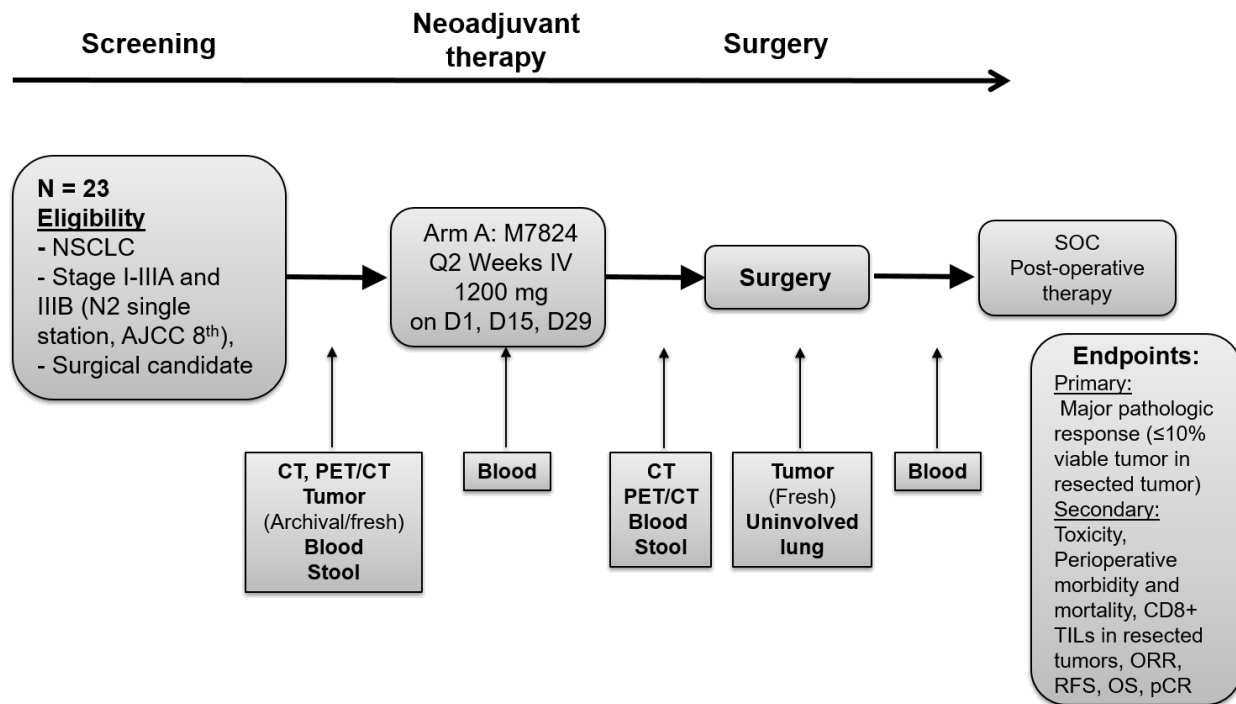 Screening
Neoadjuvant
therapy
Surgery
N = 23
Eligibility
- NSCLC
- Stage I-IIIA and
IIIB (N2 single
station, AJCC 8th),
- Surgical candidate
Arm A: M7824
Q2 Weeks IV
1200 mg
on D1, D15, D29
Surgery
SOC
Post-operative
therapy
CT, PET/CT
Tumor
(Archival/fresh)
Blood
Stool
Blood
CT
PET/CT
Blood
Stool
Tumor
(Fresh)
Uninvolved
lung
Blood
Endpoints:
Primary:
Major pathologic
response (≤10%
viable tumor in
resected tumor)
Secondary:
Toxicity,
Perioperative
morbidity and
mortality, CD8+
TILs in resected
tumors, ORR,
RFS, OS, pCR